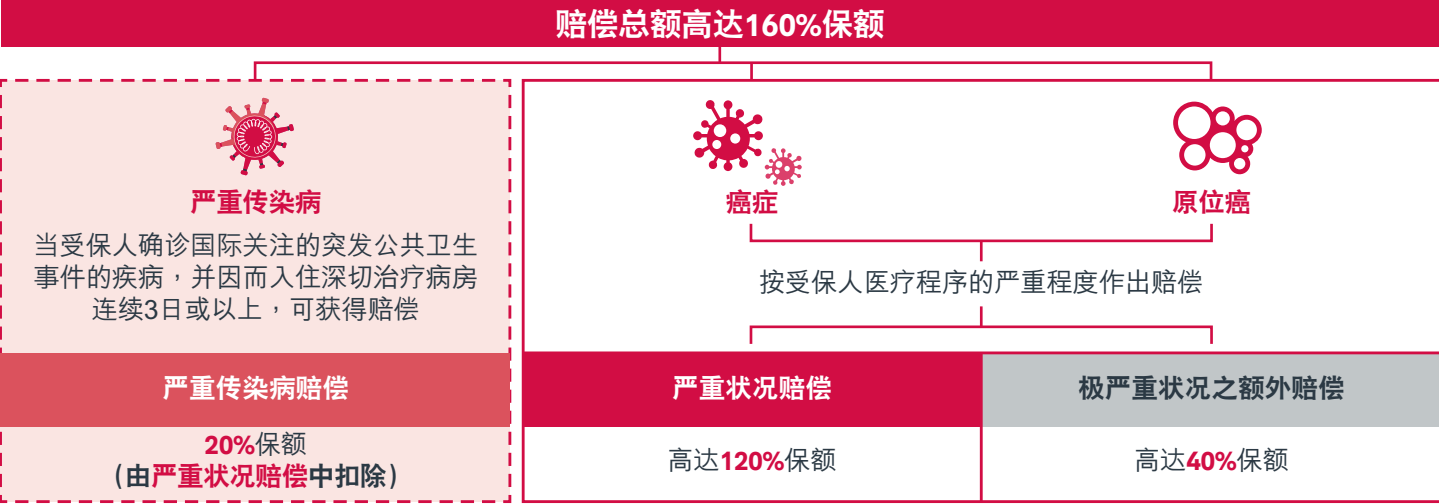 赔偿总额高达160%保额
严重传染病
当受保人确诊国际关注的突发公共卫生
事件的疾病，并因而入住深切治疗病房
连续3日或以上，可获得赔偿
严重传染病赔偿
20%保额
（由严重状况赔偿中扣除）
癌症
原位癌
按受保人医疗程序的严重程度作出赔偿
严重状况赔偿
极严重状况之额外赔偿
高达120%保额
高达40%保额